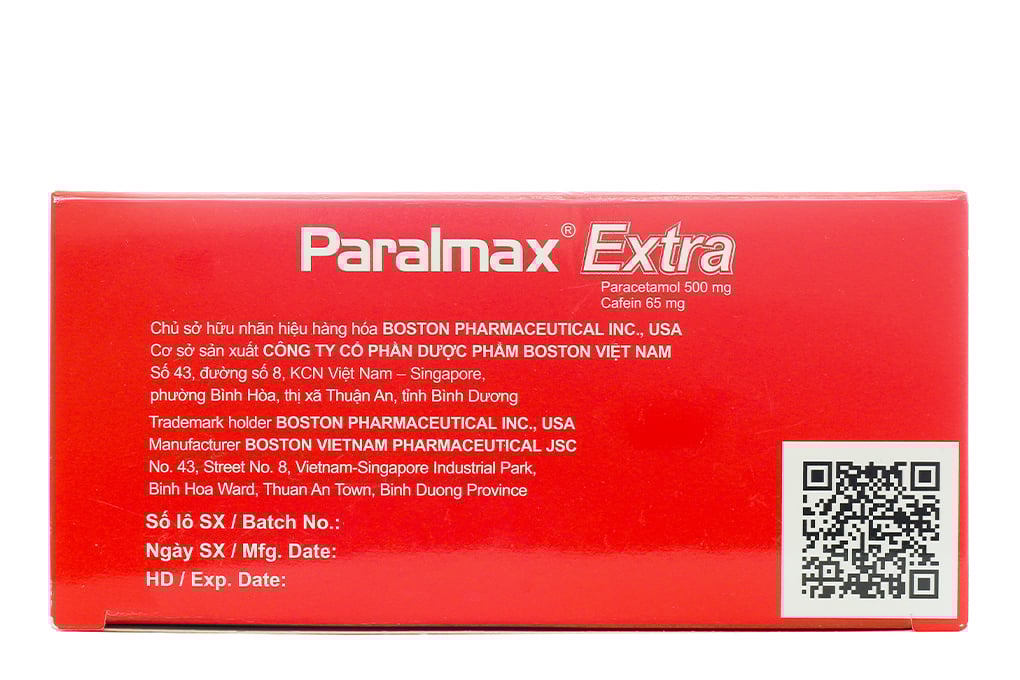 Paralmax® Extra
Paracetamol 500 mg
Cafein 65 mg
Chủ sở hữu nhãn hiệu hàng hóa BOSTON PHARMACEUTICAL INC., USA
Cơ sở sản xuất CÔNG TY CỔ PHẦN DƯỢC PHẨM BOSTON VIỆT NAM
Số 43, đường số 8, KCN Việt Nam – Singapore,
phường Bình Hòa, thị xã Thuận An, tỉnh Bình Dương
Trademark holder BOSTON PHARMACEUTICAL INC., USA
Manufacturer BOSTON VIETNAM PHARMACEUTICAL JSC
No. 43, Street No. 8, Vietnam-Singapore Industrial Park,
Binh Hoa Ward, Thuan An Town, Binh Duong Province
Số lô SX / Batch No.:
Ngày SX / Mfg. Date:
HD / Exp. Date: